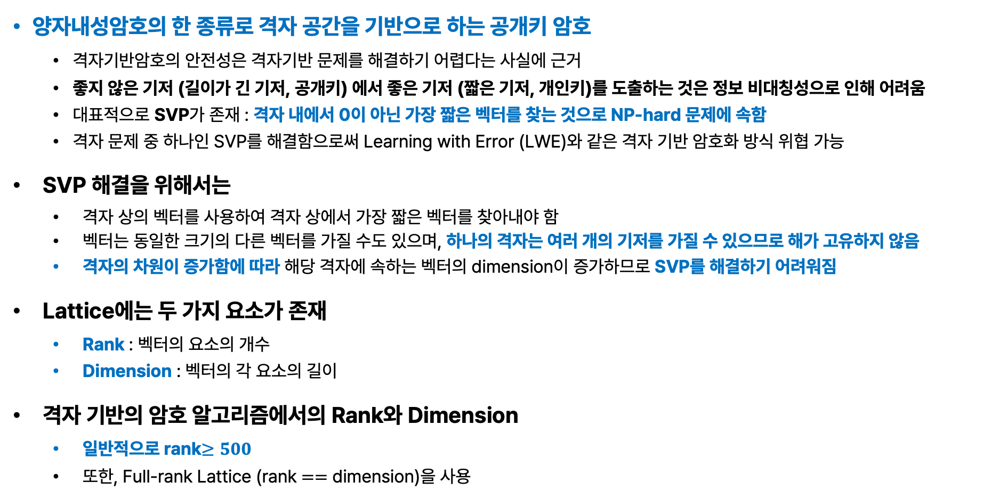 • 양자내성암호의 한 종류로 격자 공간을 기반으로 하는 공개키 암호
• 격자기반암호의 안전성은 격자기반 문제를 해결하기 어렵다는 사실에 근거
• 좋지 않은 기저 (길이가 긴 기저, 공개키) 에서 좋은 기저 (짧은 기저, 개인키)를 도출하는 것은 정보 비대칭성으로 인해 어려움
• 대표적으로 SVP가 존재 : 격자 내에서 0이 아닌 가장 짧은 벡터를 찾는 것으로 NP-hard 문제에 속함
• 격자 문제 중 하나인 SVP를 해결함으로써 Learning with Error (LWE)와 같은 격자 기반 암호화 방식 위협 가능
• SVP 해결을 위해서는
• 격자 상의 벡터를 사용하여 격자 상에서 가장 짧은 벡터를 찾아내야 함
• 벡터는 동일한 크기의 다른 벡터를 가질 수도 있으며, 하나의 격자는 여러 개의 기저를 가질 수 있으므로 해가 고유하지 않음
• 격자의 차원이 증가함에 따라 해당 격자에 속하는 벡터의 dimension이 증가하므로 SVP를 해결하기 어려워짐
• Lattice에는 두 가지 요소가 존재
• Rank : 벡터의 요소의 개수
• Dimension : 벡터의 각 요소의 길이
• 격자 기반의 암호 알고리즘에서의 Rank와 Dimension
• 일반적으로 rank≥ 500
• 또한, Full-rank Lattice (rank == dimension)을 사용